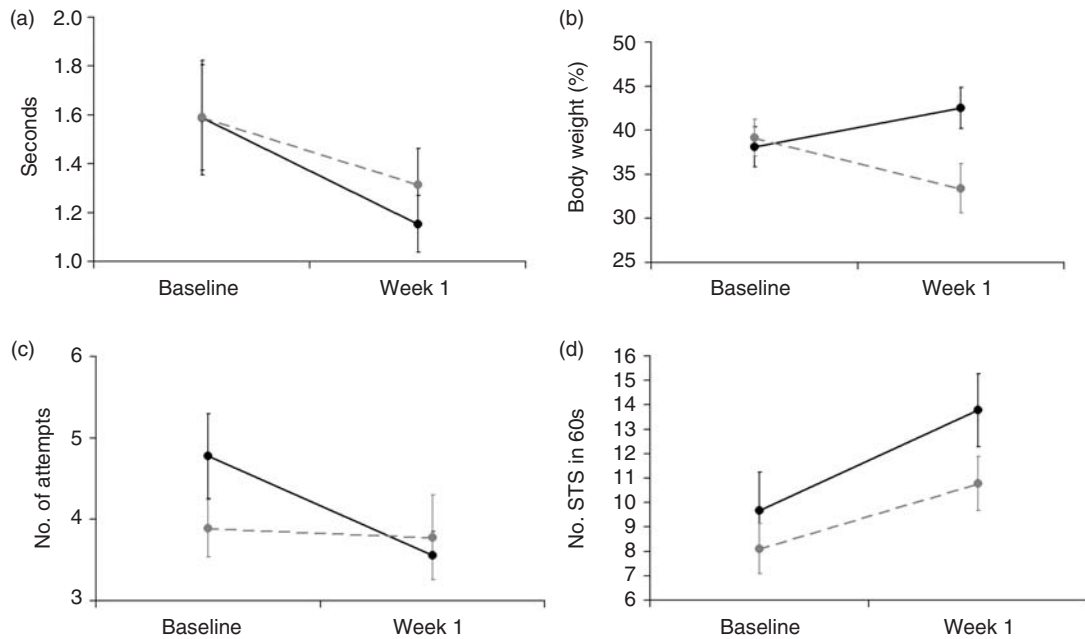 (a)
2.0
1.8
1.6
1.4
1.2
1.0
Seconds
Baseline Week 1
(b)
50
45
40
35
30
25
Body weight (%)
Baseline Week 1
(c)
6
5
4
3
No. of attempts
Baseline Week 1
(d)
16
15
14
13
12
11
10
9
8
7
6
No. STS in 60s
Baseline Week 1